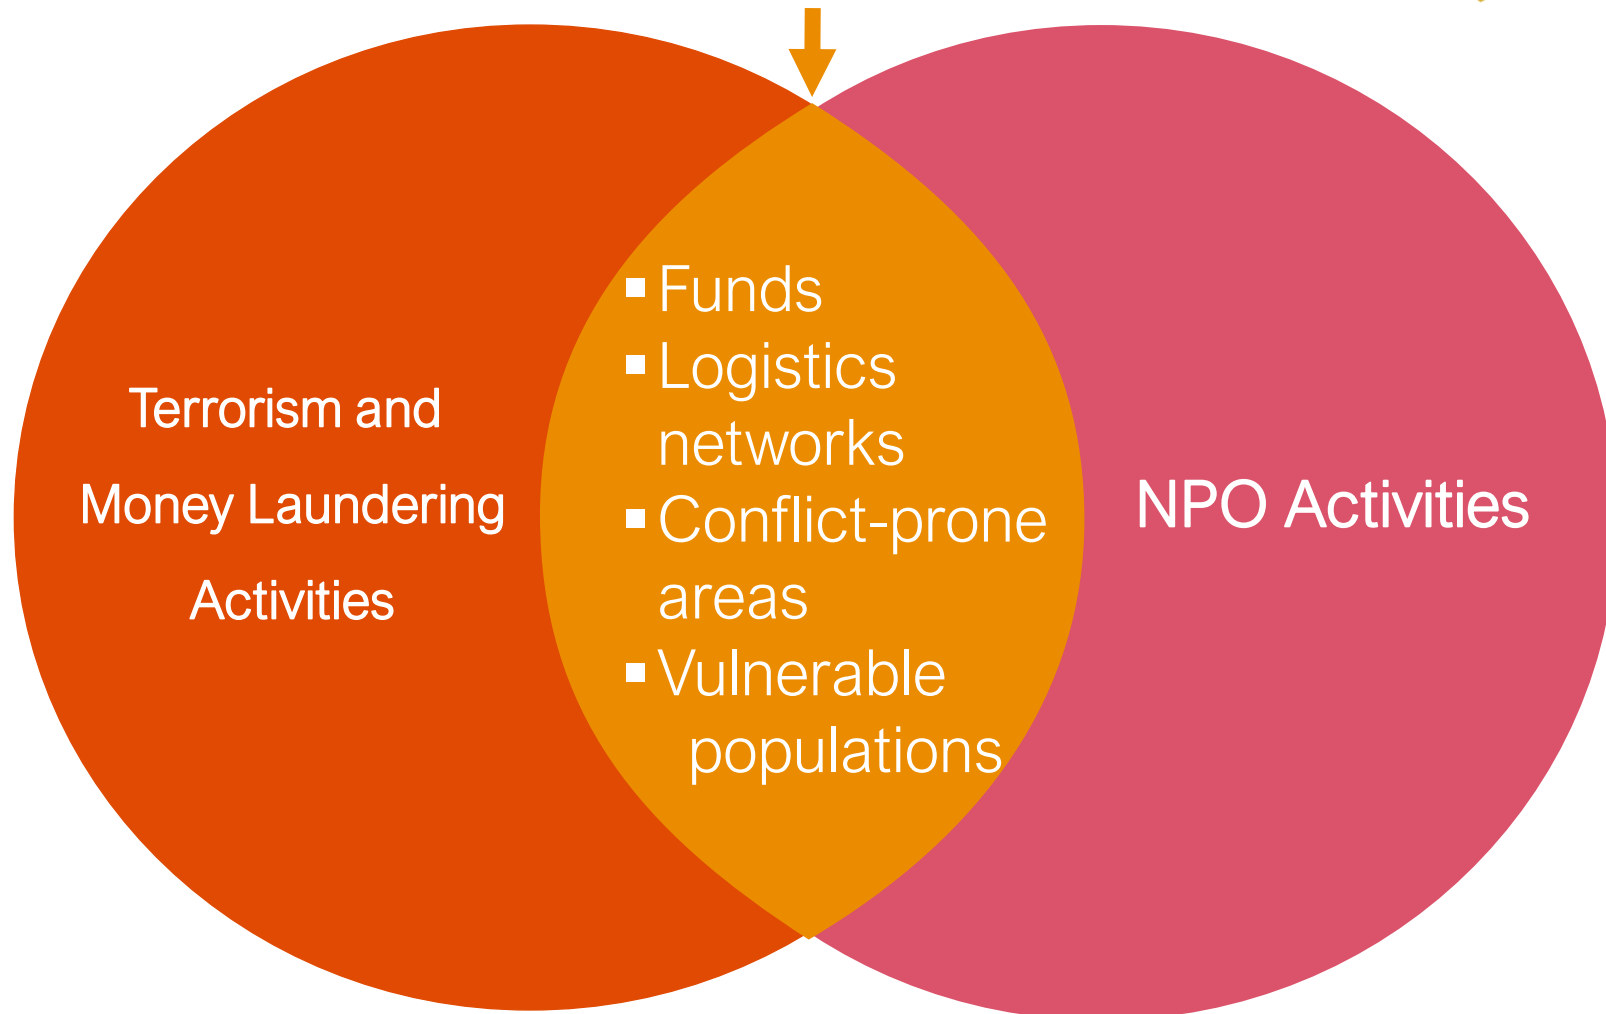 Terrorism and
Money Laundering
Activities
▪ Funds
▪ Logistics
networks
▪ Conflict-prone
areas
▪ Vulnerable
populations
NPO Activities